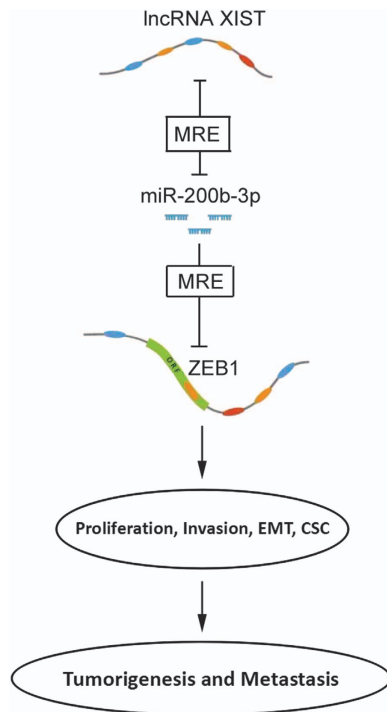 lncRNA XIST
MRE
miR-200b-3p
MRE
ORF
ZEB1
Proliferation, Invasion, EMT, CSC
Tumorigenesis and Metastasis